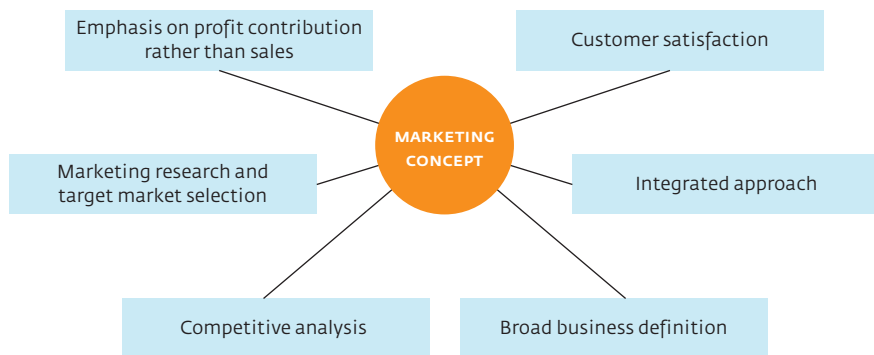 Emphasis on profit contribution
rather than sales
Customer satisfaction
MARKETING
CONCEPT
Marketing research and
target market selection
Integrated approach
Competitive analysis
Broad business definition